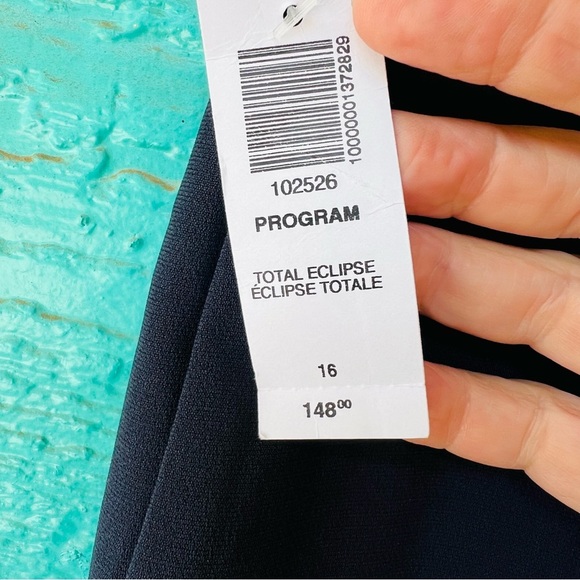 10000001372829
102526
PROGRAM
TOTAL ECLIPSE
ÉCLIPSE TOTALE
16
148⁰⁰